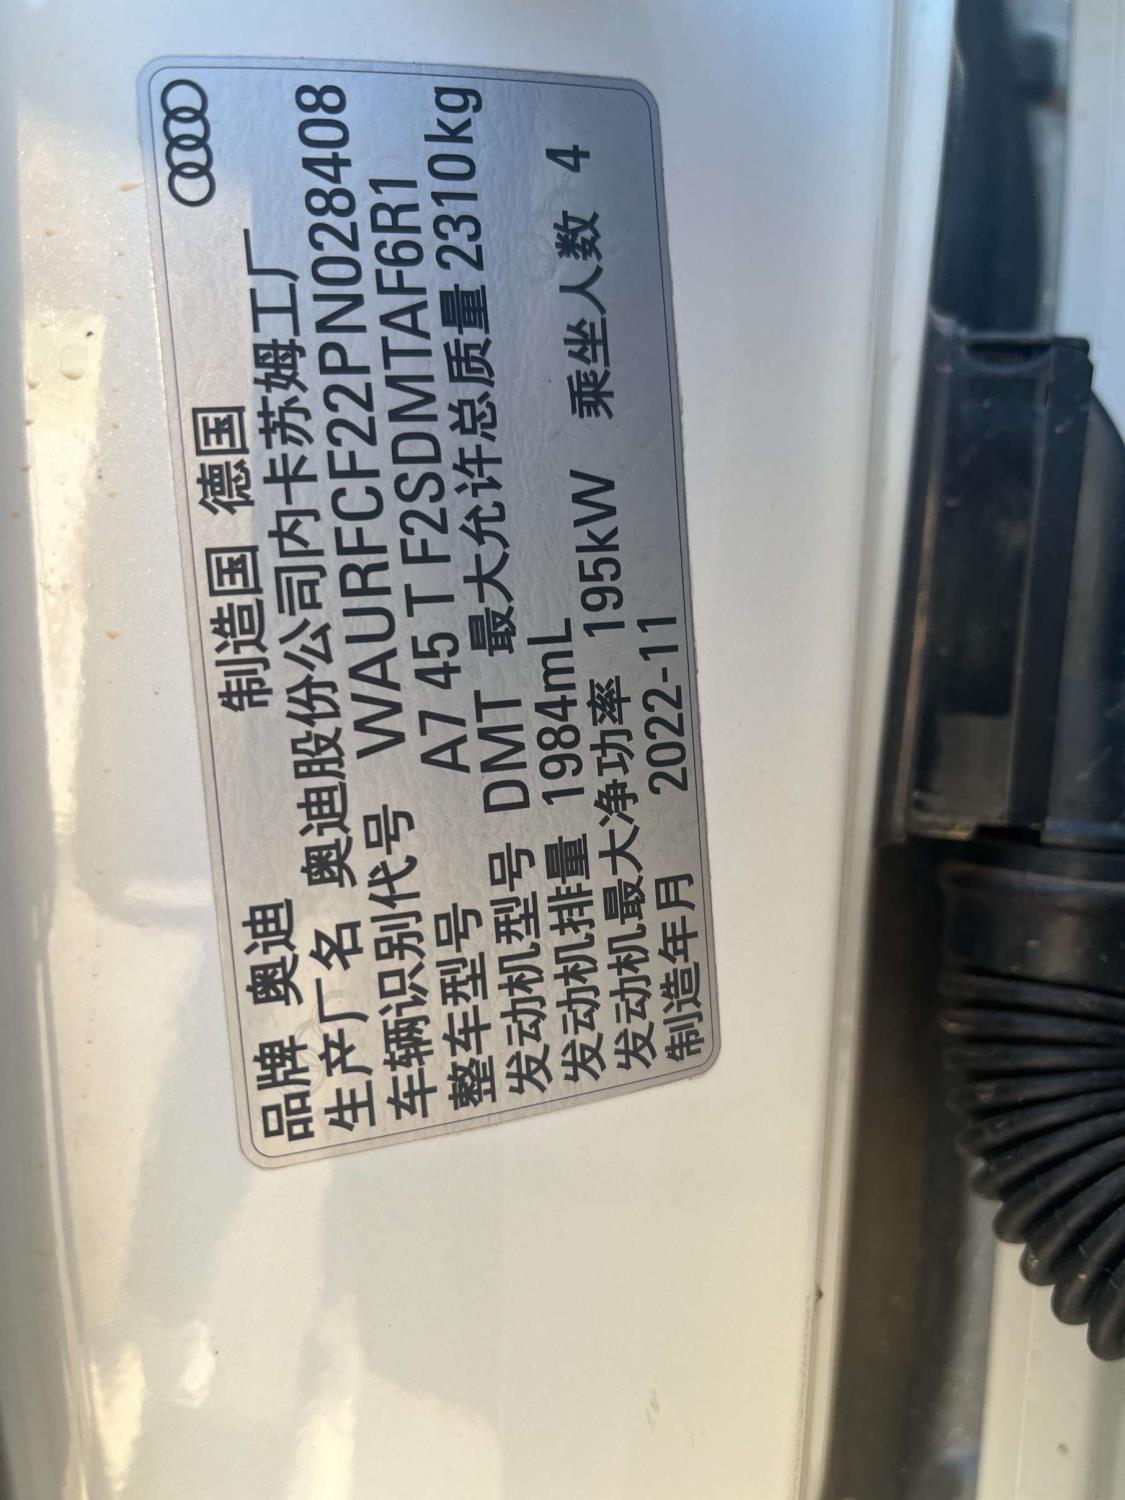 品牌 奥迪 制造国 德国
生产厂名 奥迪股份公司内卡苏姆工厂
车辆识别代号 WAURFCF22PN028408
整车型号 A7 45 T F2SDMTAF6R1
发动机型号 DMT 最大允许总质量 2310kg
发动机排量 1984mL
发动机最大净功率 195kW 乘坐人数 4
制造年月 2022-11